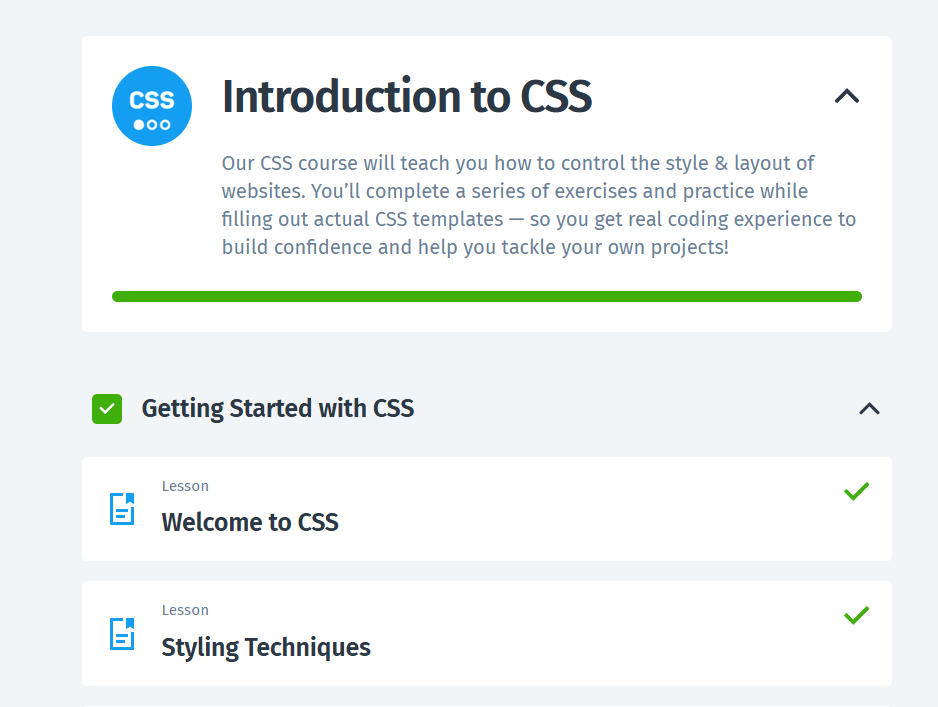 CSS
Introduction to CSS
Our CSS course will teach you how to control the style & layout of
websites. You’ll complete a series of exercises and practice while
filling out actual CSS templates — so you get real coding experience to
build confidence and help you tackle your own projects!
Getting Started with CSS
Lesson
Welcome to CSS
Lesson
Styling Techniques